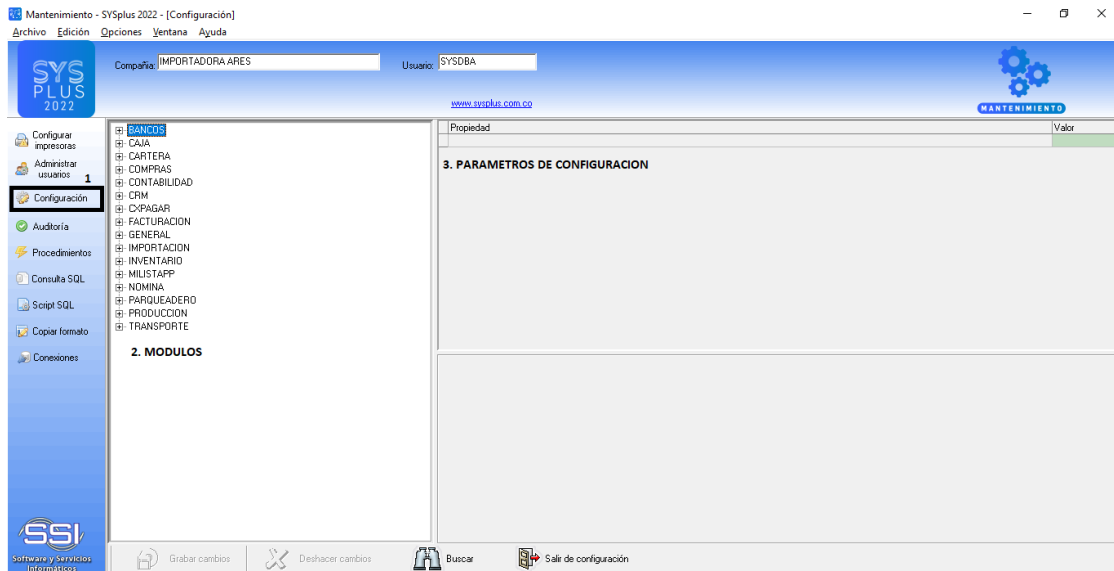 Mantenimiento - SYSplus 2022 - [Configuración]
Archivo Edición Opciones Ventana Ayuda
SYS
PLUS
2022
Compañia: IMPORTADORA ARES
Usuario: SYSDBA
www.sysplus.com.co
MANTENIMIENTO
Configurar
impresoras
Administrar
usuarios
1
Configuración
Auditoría
Procedimientos
Consulta SQL
Script SQL
Copiar formato
Conexiones
BANCOS
CAJA
CARTERA
COMPRAS
CONTABILIDAD
CRM
CXPAGAR
FACTURACION
GENERAL
IMPORTACION
INVENTARIO
MILISTAPP
NOMINA
PARQUEADERO
PRODUCCION
TRANSPORTE
2. MODULOS
Propiedad Valor
3. PARAMETROS DE CONFIGURACION
SSI
Software y Servicios
Informáticos
Grabar cambios Deshacer cambios Buscar Salir de configuración